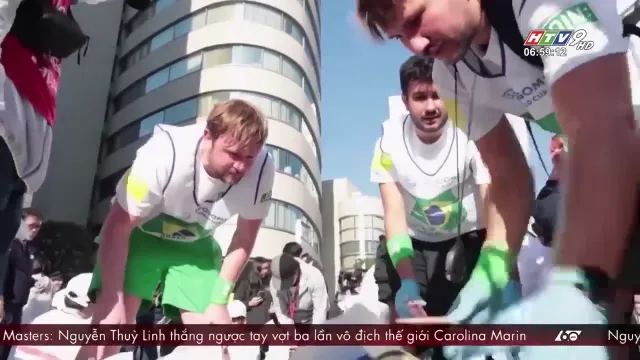 HTV9 HD
06:59:12
Masters: Nguyễn Thuỳ Linh thắng ngược tay vợt ba lần vô địch thế giới Carolina Marin 60 Nguy